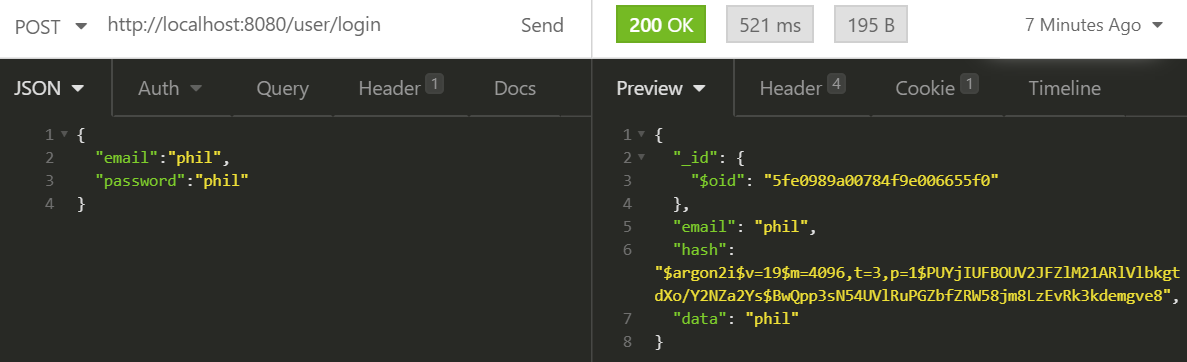 POST http://localhost:8080/user/login Send 200 OK 521 ms 195 B 7 Minutes Ago
JSON Auth Query Header 1 Docs Preview Header 4 Cookie 1 Timeline
1 {
2 "email":"phil",
3 "password":"phil"
4 }
1 {
2 "_id": {
3 "$oid": "5fe0989a00784f9e006655f0"
4 },
5 "email": "phil",
6 "hash":
"$argon2i$v=19$m=4096,t=3,p=1$PUYjIUFBOUV2JFZlM21ARlVlbkgt
dXo/Y2NZa2Ys$BwQpp3sN54UVlRuPGZbfZRW58jm8LzEvRk3kdemgve8",
7 "data": "phil"
8 }